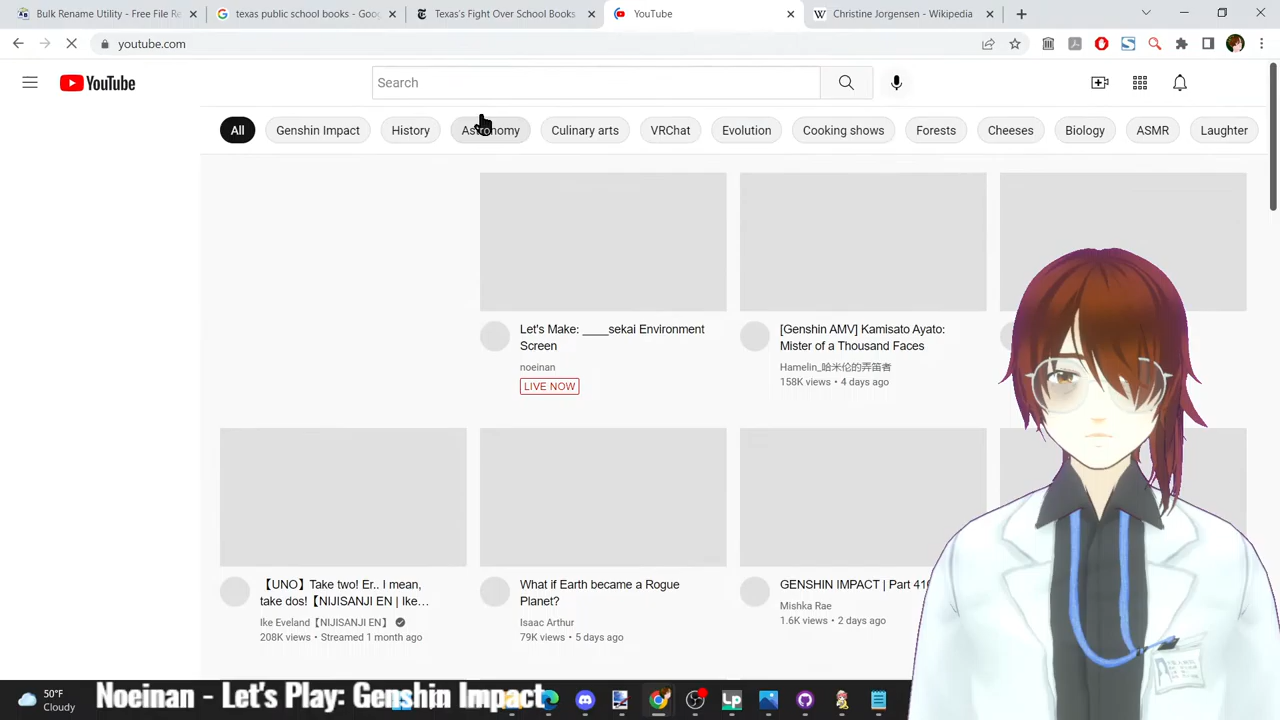 Bulk Rename Utility - Free File Re
texas public school books - Goo
Texas's Fight Over School Books
YouTube
Christine Jorgensen - Wikipedia
youtube.com
YouTube
Search
All
Genshin Impact
History
Astronomy
Culinary arts
VRChat
Evolution
Cooking shows
Forests
Cheeses
Biology
ASMR
Laughter
Let's Make: ____sekai Environment
Screen
noeinan
LIVE NOW
[Genshin AMV] Kamisato Ayato:
Mister of a Thousand Faces
Hamelin_哈米伦的弄笛者
158K views • 4 days ago
【UNO】Take two! Er.. I mean,
take dos!【NIJISANJI EN | Ike...
Ike Eveland【NIJISANJI EN】
208K views • Streamed 1 month ago
What if Earth became a Rogue
Planet?
Isaac Arthur
79K views • 5 days ago
GENSHIN IMPACT | Part 416
Mishka Rae
1.6K views • 2 days ago
50°F
Cloudy
Noeinan - Let's Play: Genshin Impact